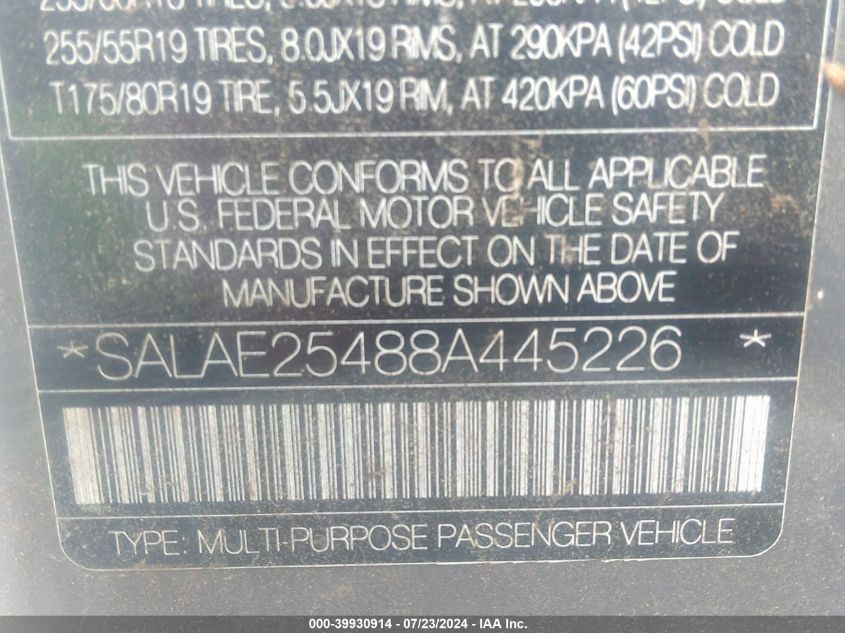 255/55R19 TIRES, 8.0JX19 RIMS, AT 290KPA (42PSI) COLD
T175/80R19 TIRE, 5.5JX19 RIM, AT 420KPA (60PSI) COLD
THIS VEHICLE CONFORMS TO ALL APPLICABLE
U.S. FEDERAL MOTOR VEHICLE SAFETY
STANDARDS IN EFFECT ON THE DATE OF
MANUFACTURE SHOWN ABOVE
*SALAE25488A445226 *
TYPE: MULTI-PURPOSE PASSENGER VEHICLE
000-39930914 - 07/23/2024 - IAA Inc.